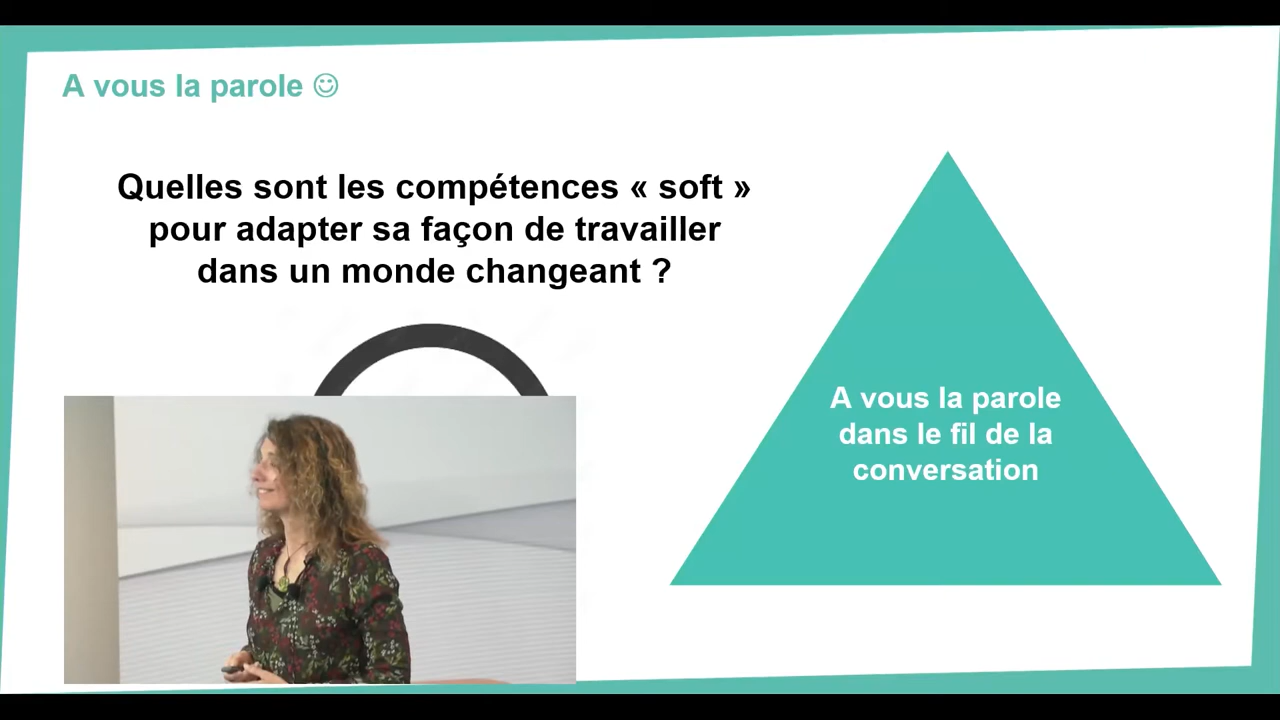 A vous la parole ☺
Quelles sont les compétences « soft »
pour adapter sa façon de travailler
dans un monde changeant ?
A vous la parole
dans le fil de la
conversation